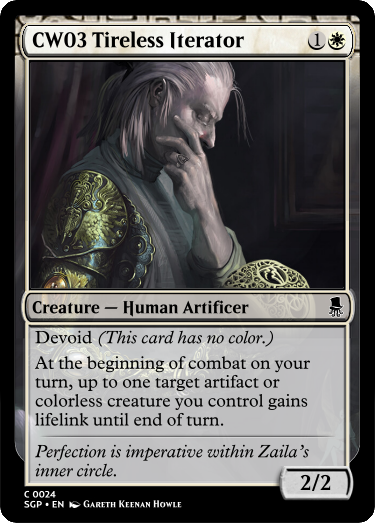 CW03 Tireless Iterator 1
Creature — Human Artificer
Devoid (This card has no color.)
At the beginning of combat on your
turn, up to one target artifact or
colorless creature you control gains
lifelink until end of turn.
Perfection is imperative within Zaila's
inner circle.
2/2
C 0024
SGP • EN Gareth Keenan Howle